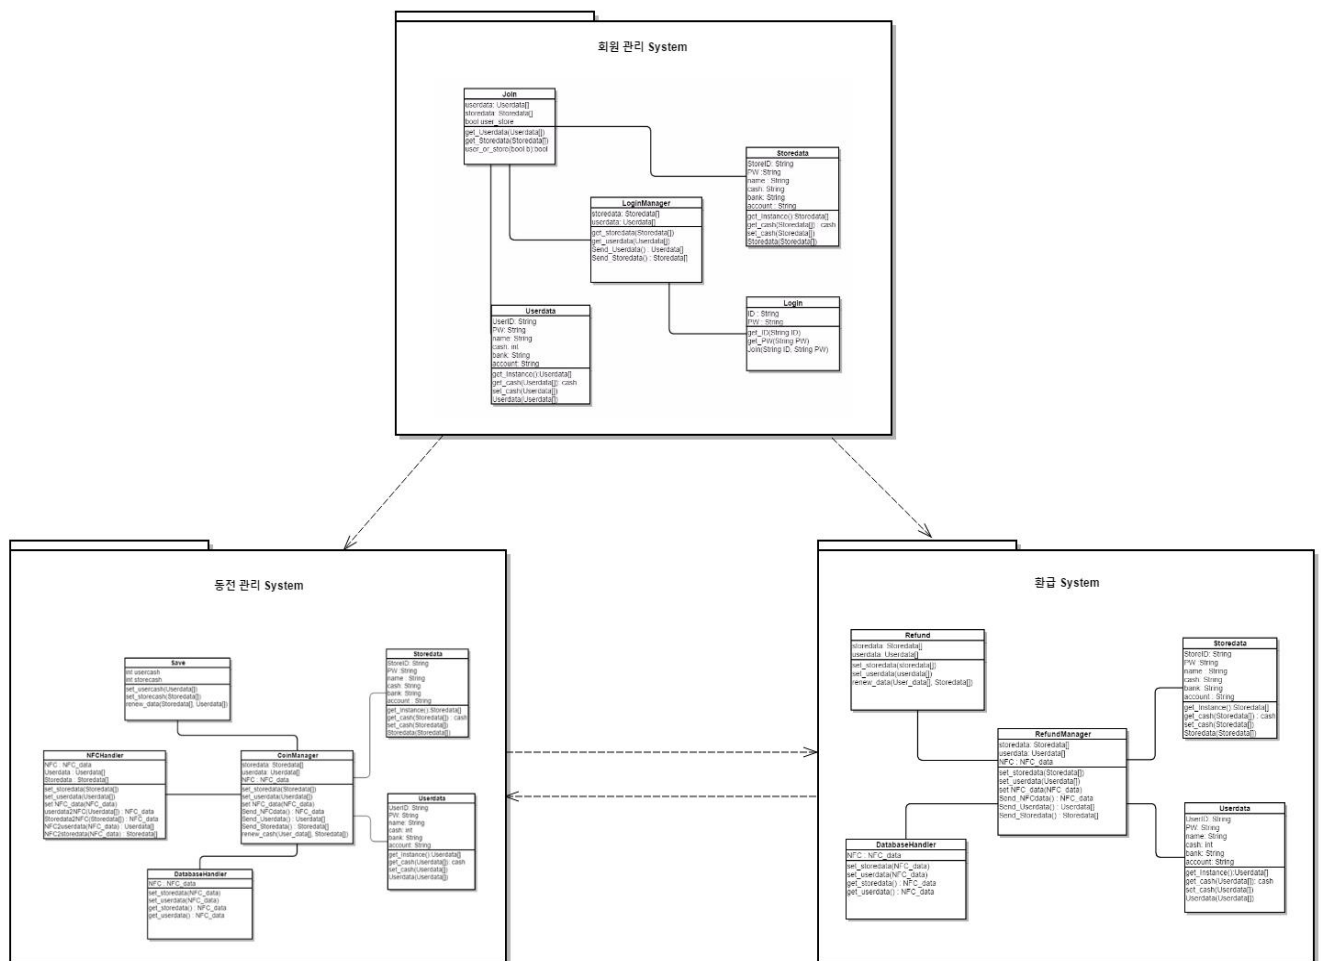 회원 관리 System
Join
userdata: Userdata[]
storedata: Storedata[]
bool user_store
get_Userdata(Userdata[])
get_Storedata(Storedata[])
user_or_store(bool b):bool
Storedata
StoreID: String
PW :String
name : String
cash: String
bank: String
account : String
get_Instance():Storedata[]
get_cash(Storedata[]) : cash
set_cash(Storedata[])
Storedata(Storedata[])
LoginManager
storedata: Storedata[]
userdata: Userdata[]
get_storedata(Storedata[])
get_userdata(Userdata[])
Send_Userdata() : Userdata[]
Send_Storedata() : Storedata[]
Userdata
UserID: String
PW: String
name: String
cash: int
bank: String
account: String
get_Instance():Userdata[]
get_cash(Userdata[]): cash
set_cash(Userdata[])
Userdata(Userdata[])
Login
ID : String
PW : String
get_ID(String ID)
get_PW(String PW)
Join(String ID, String PW)
동전 관리 System
Save
int usercash
int storecash
set_usercash(Userdata[])
set_storecash(Storedata[])
renew_data(Storedata[], Userdata[])
Storedata
StoreID: String
PW :String
name : String
cash: String
bank: String
account : String
get_Instance():Storedata[]
get_cash(Storedata[]) : cash
set_cash(Storedata[])
Storedata(Storedata[])
NFCHandler
NFC : NFC_data
Userdata : Userdata[]
Storedata : Storedata[]
set_storedata(Storedata[])
set_userdata(Userdata[])
set NFC_data(NFC_data)
userdata2NFC(Userdata[]) : NFC_data
Storedata2NFC(Storedata[]) : NFC_data
NFC2userdata(NFC_data) : Userdata[]
NFC2storedata(NFC_data) : Storedata[]
CoinManager
storedata: Storedata[]
userdata: Userdata[]
NFC : NFC_data
set_storedata(Storedata[])
set_userdata(Userdata[])
set NFC_data(NFC_data)
Send_NFCdata() : NFC_data
Send_Userdata() : Userdata[]
Send_Storedata() : Storedata[]
renew_cash(User_data[], Storedata[])
Userdata
UserID: String
PW: String
name: String
cash: int
bank: String
account: String
get_Instance():Userdata[]
get_cash(Userdata[]): cash
set_cash(Userdata[])
Userdata(Userdata[])
DatabaseHandler
NFC : NFC_data
set_storedata(NFC_data)
set_userdata(NFC_data)
get_storedata() : NFC_data
get_userdata() : NFC_data
환급 System
Refund
storedata: Storedata[]
userdata: Userdata[]
set_storedata(storedata[])
set_userdata(userdata[])
renew_data(User_data[], Storedata[])
Storedata
StoreID: String
PW :String
name : String
cash: String
bank: String
account : String
get_Instance():Storedata[]
get_cash(Storedata[]) : cash
set_cash(Storedata[])
Storedata(Storedata[])
RefundManager
storedata: Storedata[]
userdata: Userdata[]
NFC : NFC_data
set_storedata(Storedata[])
set_userdata(Userdata[])
set NFC_data(NFC_data)
Send_NFCdata() : NFC_data
Send_Userdata() : Userdata[]
Send_Storedata() : Storedata[]
DatabaseHandler
NFC : NFC_data
set_storedata(NFC_data)
set_userdata(NFC_data)
get_storedata() : NFC_data
get_userdata() : NFC_data
Userdata
UserID: String
PW: String
name: String
cash: int
bank: String
account: String
get_Instance():Userdata[]
get_cash(Userdata[]): cash
set_cash(Userdata[])
Userdata(Userdata[])